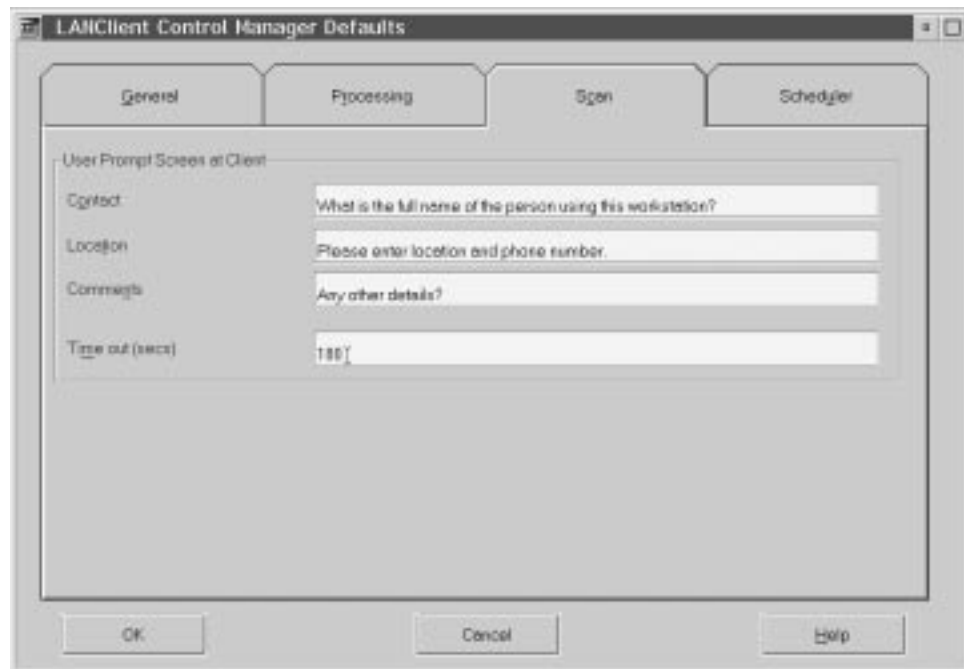 LANClient Control Manager Defaults
General Processing Scan Scheduler
User Prompt Screen at Client
Contact What is the full name of the person using this workstation?
Location Please enter location and phone number.
Comments Any other details?
Time out (secs) 180
OK Cancel Help